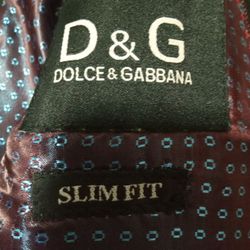 D & G
DOLCE & GABBANA
SLIM FIT